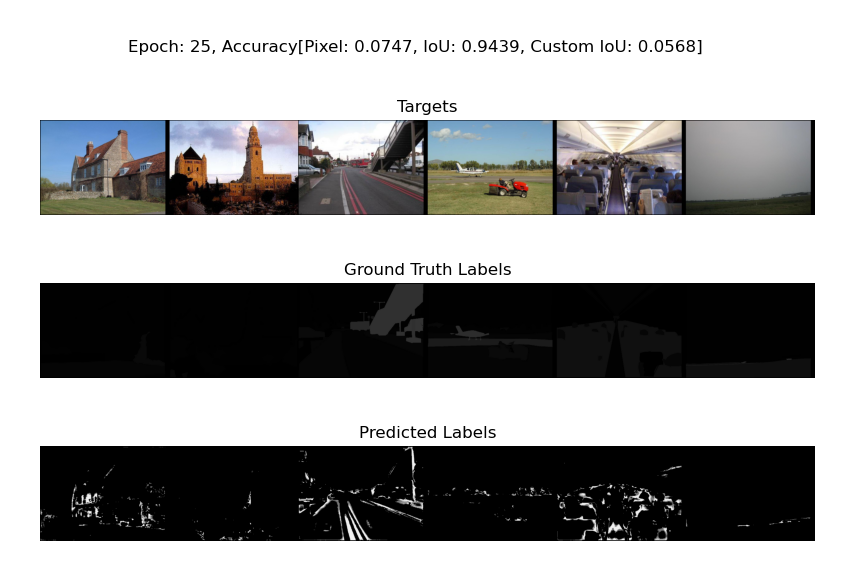 Epoch: 25, Accuracy[Pixel: 0.0747, IoU: 0.9439, Custom IoU: 0.0568]
Targets
Ground Truth Labels
Predicted Labels